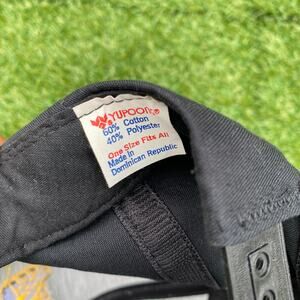 YUPOONG
60% Cotton
40% Polyester
One Size Fits All
Made in
Dominican Republic